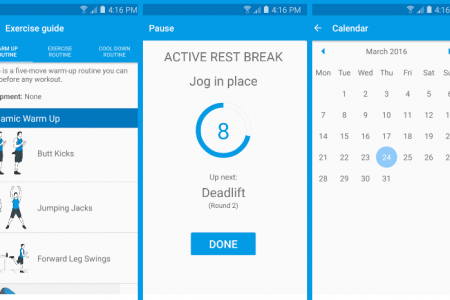 4:16 PM
Exercise guide
ARM UP
ROUTINE
EXERCISE
ROUTINE
COOL DOWN
ROUTINE
e is a five-move warm-up routine you can
before any workout.
pment: None
amic Warm Up
Butt Kicks
Jumping Jacks
Forward Leg Swings
4:16 PM
Pause
ACTIVE REST BREAK
Jog in place
8
Up next:
Deadlift
(Round 2)
DONE
4:16 PM
Calendar
March 2016
Mon Tue Wed Thu Fri Sat Sun
1 2 3 4 5 6
7 8 9 10 11 12 13
14 15 16 17 18 19 20
21 22 23 24 25 26 27
28 29 30 31